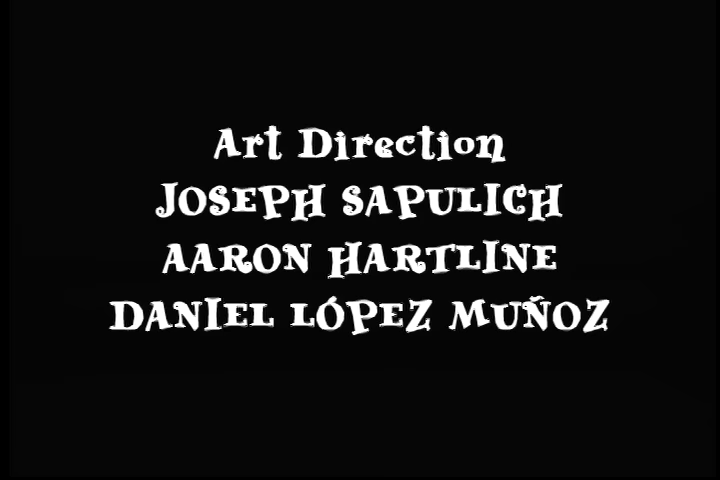 Art Direction
JOSEPH SAPULICH
AARON HARTLINE
DANIEL LÓPEZ MUÑOZ